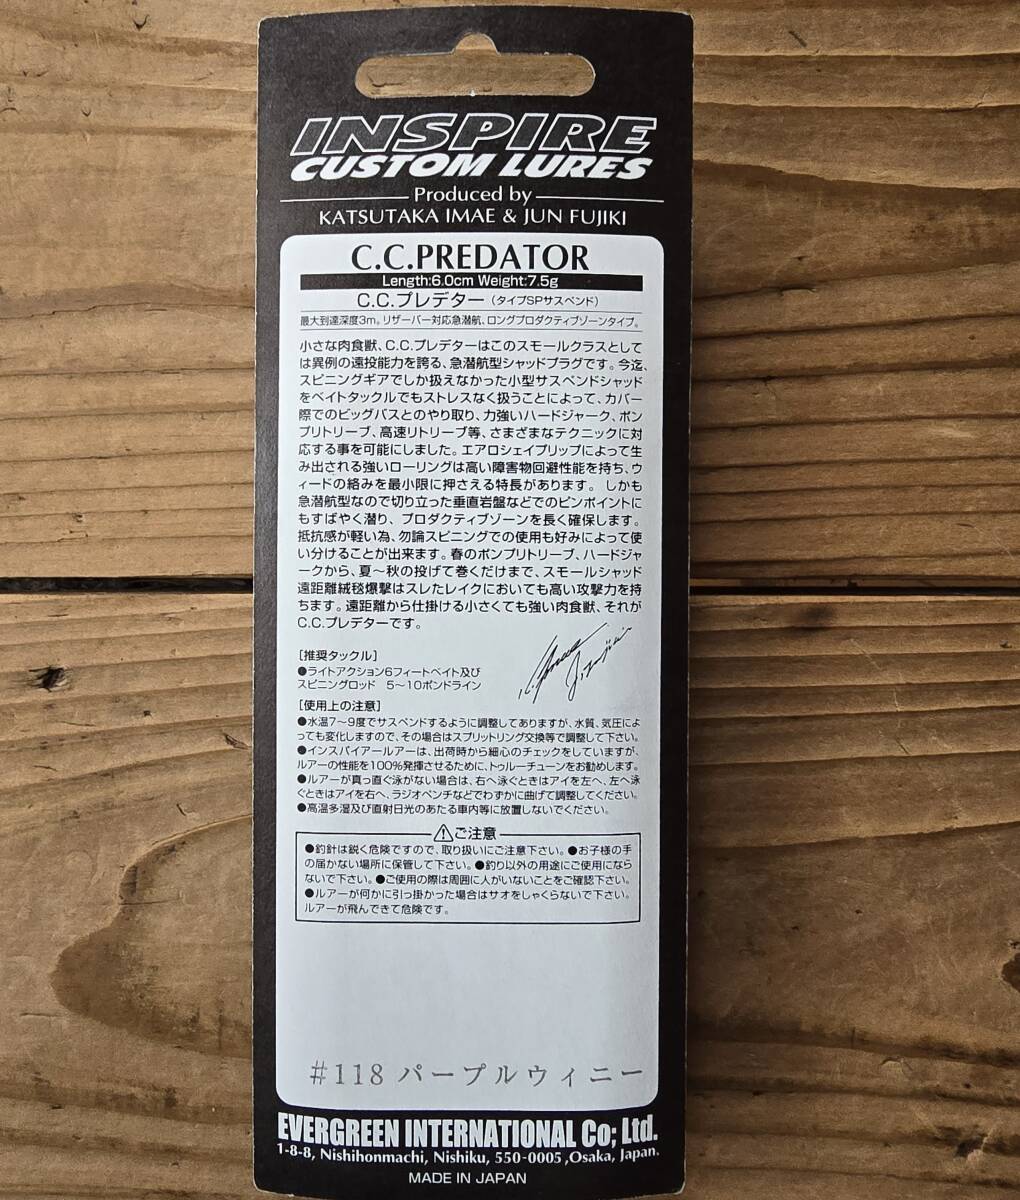 INSPIRE
CUSTOM LURES
Produced by
KATSUTAKA IMAE & JUN FUJIKI
C.C.PREDATOR
Length:6.0cm Weight:7.5g
C.C.プレデター（タイプSPサスペンド）
最大到達深度3m。リザーバー対応急潜航、ロングプロダクティブゾーンタイプ。
小さな肉食獣、C.C.プレデターはこのスモールクラスとして
は異例の遠投能力を誇る、急潜航型シャッドプラグです。今迄、
スピニングギアでしか扱えなかった小型サスペンドシャッド
をベイトタックルでもストレスなく扱うことによって、カバー
際でのビッグバスとのやり取り、力強いハードジャーク、ポン
プリトリーブ、高速リトリーブ等、さまざまなテクニックに対
応する事を可能にしました。エアロシェイプリップによって生
み出される強いローリングは高い障害物回避性能を持ち、ウ
ィードの絡みを最小限に押さえる特長があります。しかも
急潜航型なので切り立った垂直岩盤などでのピンポイントに
もすばやく潜り、プロダクティブゾーンを長く確保します。
抵抗感が軽い為、勿論スピニングでの使用も好みによって使
い分けることが出来ます。春のポンプリトリーブ、ハードジャ
ークから、夏〜秋の投げて巻くだけまで、スモールシャッド
遠距離絨毯爆撃はスレたレイクにおいても高い攻撃力を持
ちます。遠距離から仕掛ける小さくても強い肉食獣、それが
C.C.プレデターです。
［推奨タックル］
●ライトアクション6フィートベイト及び
スピニングロッド 5〜10ポンドライン
［使用上の注意］
●水温7〜9度でサスペンドするように調整してありますが、水質、気圧によ
っても変化しますので、その場合はスプリットリング交換等で調整して下さい。
●インスパイアールアーは、出荷時から細心のチェックをしていますが、
ルアーの性能を100%発揮させるために、トゥルーチューンをお勧めします。
●ルアーが真っ直ぐ泳がない場合は、右へ泳ぐときはアイを左へ、左へ泳
ぐときはアイを右へ、ラジオペンチなどでわずかに曲げて調整してください。
●高温多湿及び直射日光のあたる車内等に放置しないでください。
⚠ご注意
●釣針は鋭く危険ですので、取り扱いにご注意下さい。●お子様の手
の届かない場所に保管して下さい。●釣り以外の用途にご使用になら
ないで下さい。●ご使用の際は周囲に人がいないことをご確認下さい。
●ルアーが何かに引っ掛かった場合はサオをしゃくらないで下さい。
ルアーが飛んできて危険です。
#118 パープルウィニー
EVERGREEN INTERNATIONAL Co; Ltd.
1-8-8, Nishihonmachi, Nishiku, 550-0005 ,Osaka, Japan.
MADE IN JAPAN